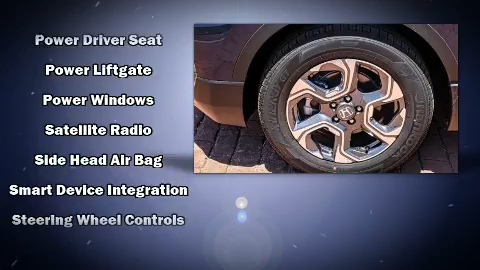 Power Driver Seat
Power Liftgate
Power Windows
Satellite Radio
Side Head Air Bag
Smart Device Integration
Steering Wheel Controls